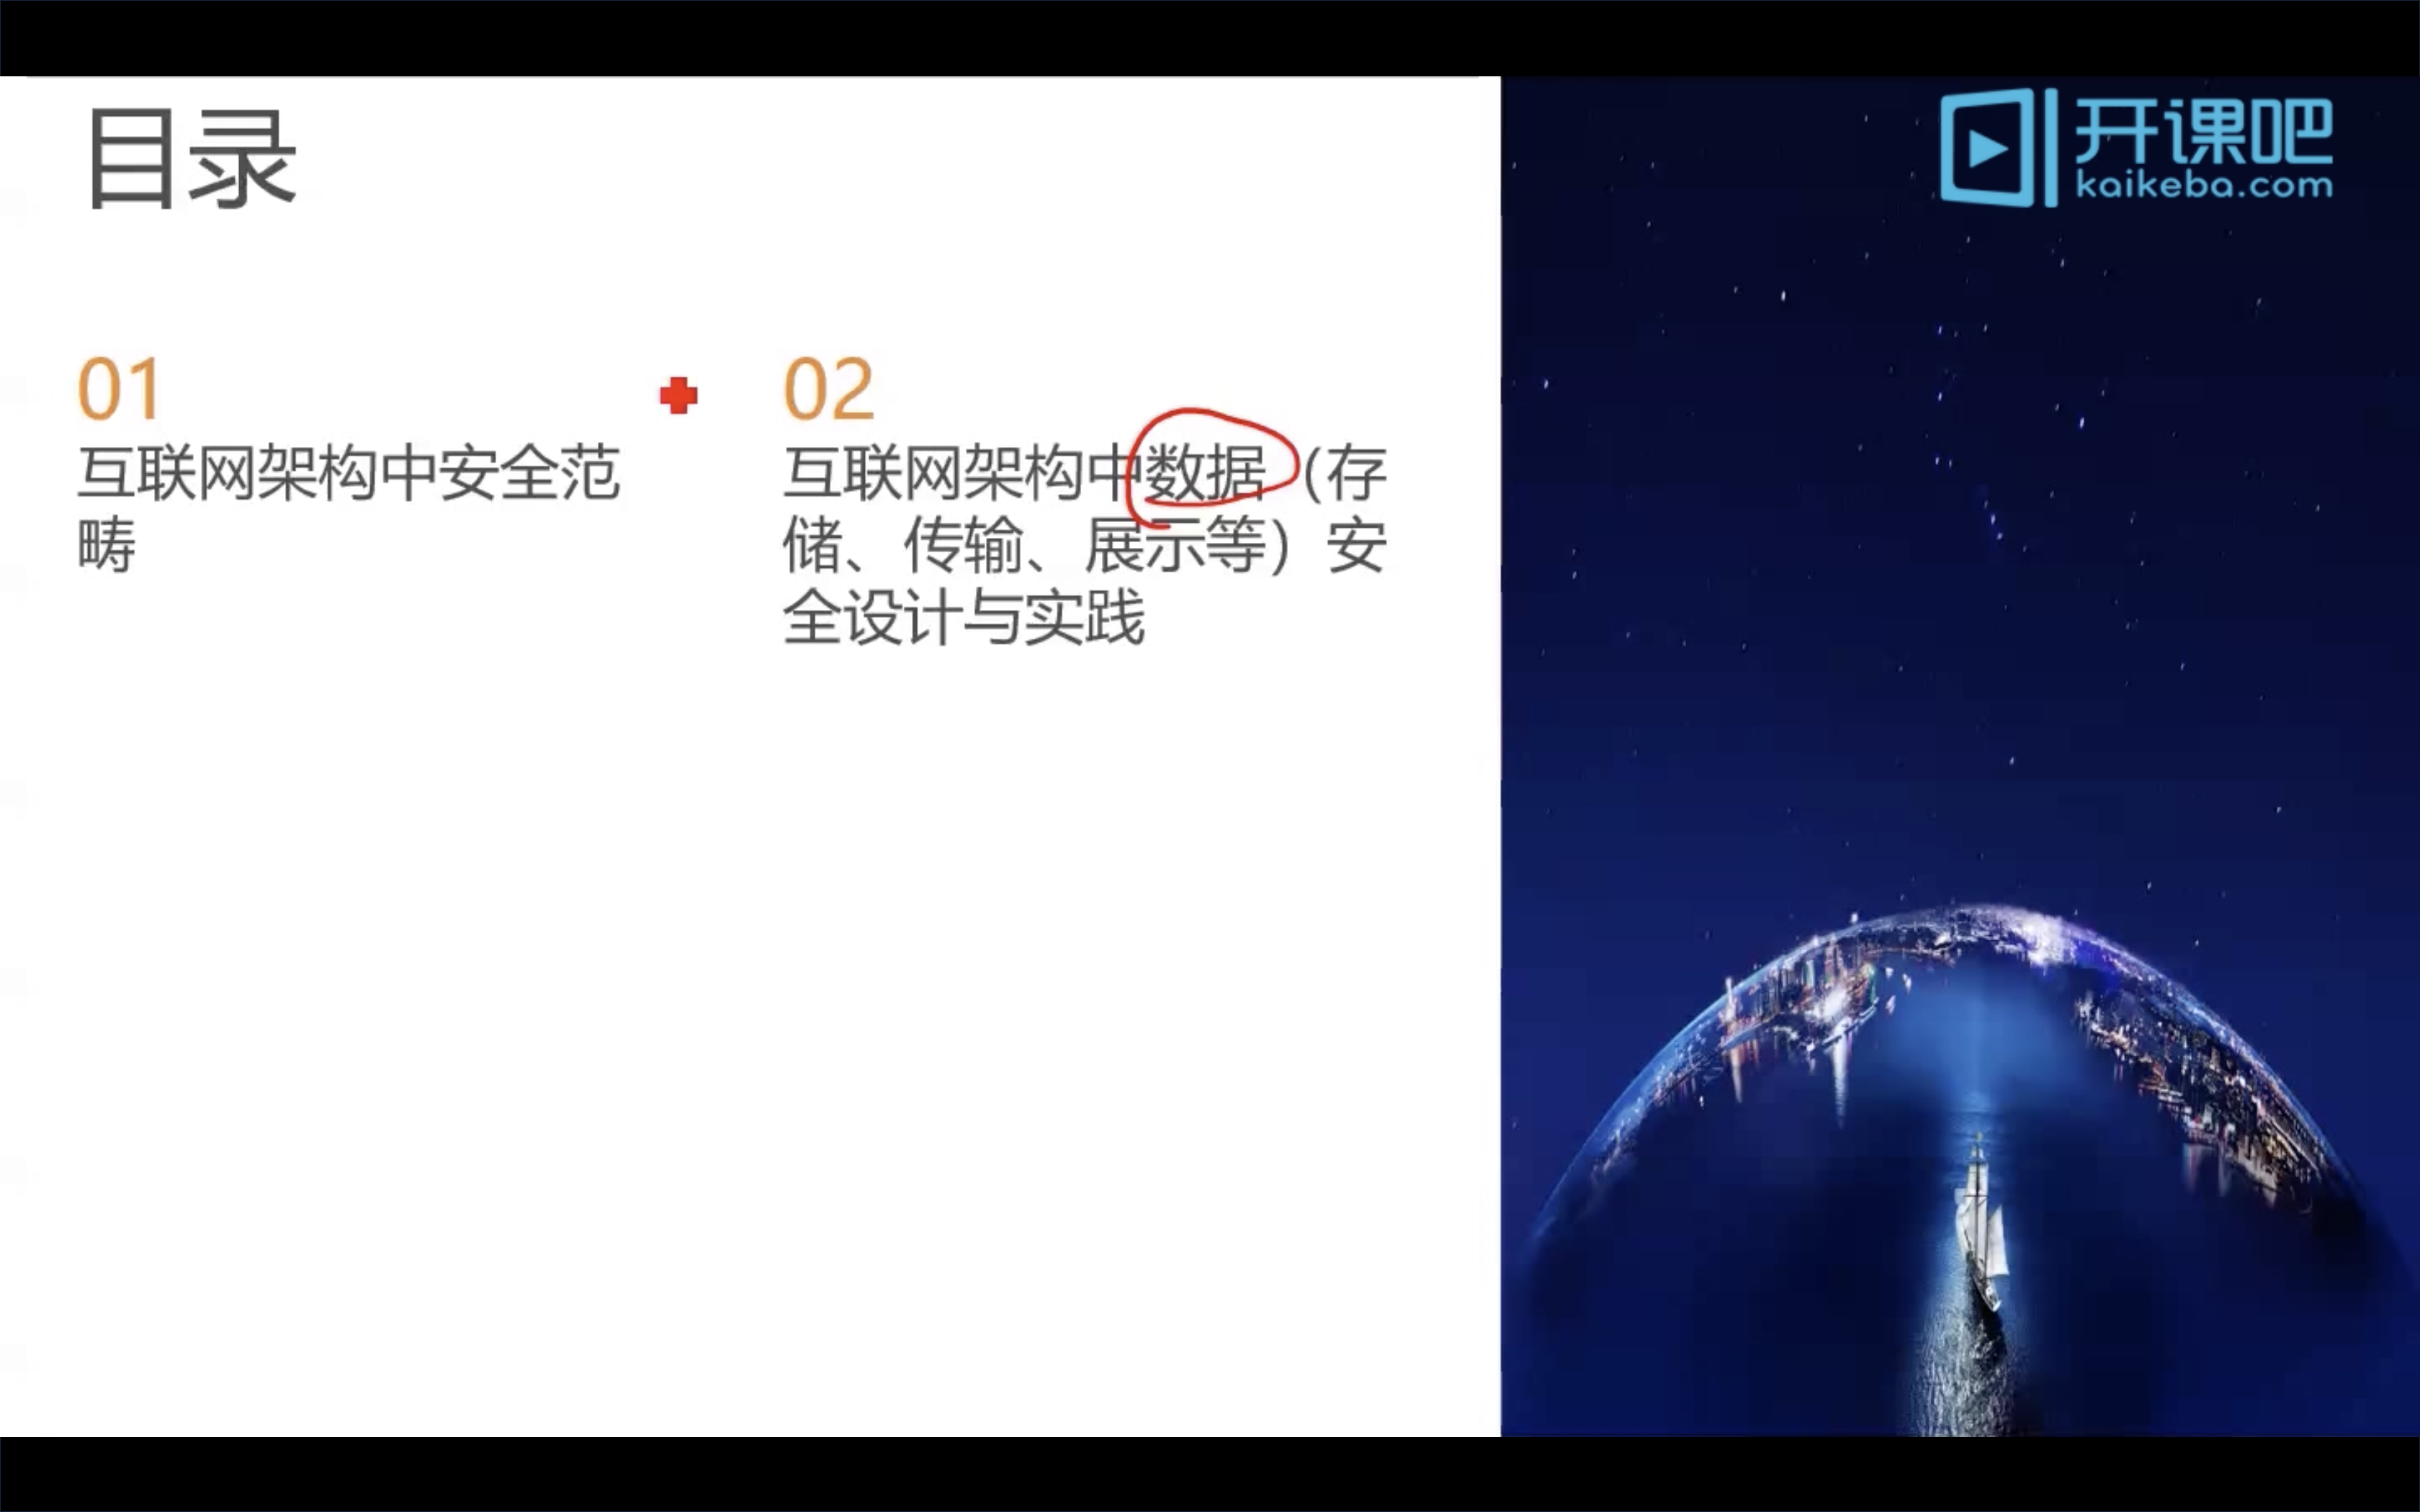 目录
开课吧
kaikeba.com
01
互联网架构中安全范
畴
02
互联网架构中数据（存
储、传输、展示等）安
全设计与实践